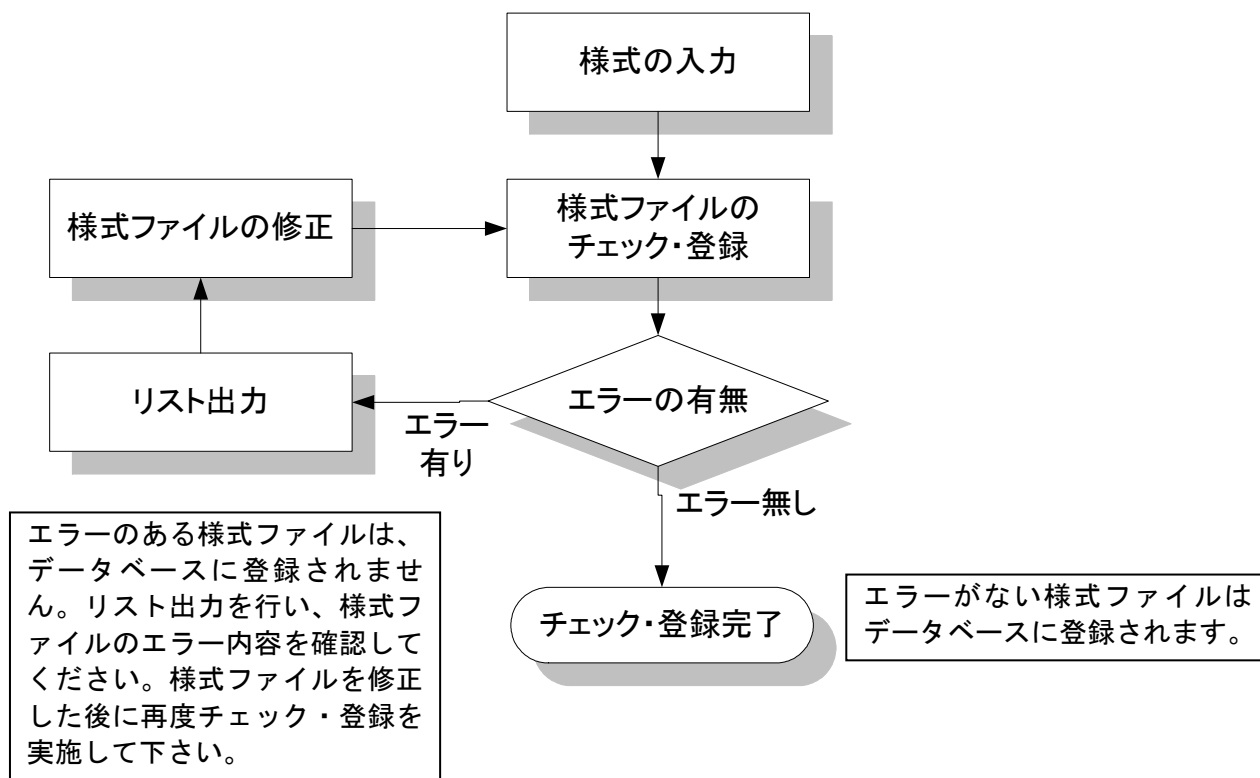 様式の入力
様式ファイルの
チェック・登録
様式ファイルの修正
エラーの有無
リスト出力
エラー
有り
エラー無し
チェック・登録完了
エラーのある様式ファイルは、
データベースに登録されませ
ん。リスト出力を行い、様式フ
ァイルのエラー内容を確認して
ください。様式ファイルを修正
した後に再度チェック・登録を
実施して下さい。
エラーがない様式ファイルは
データベースに登録されます。